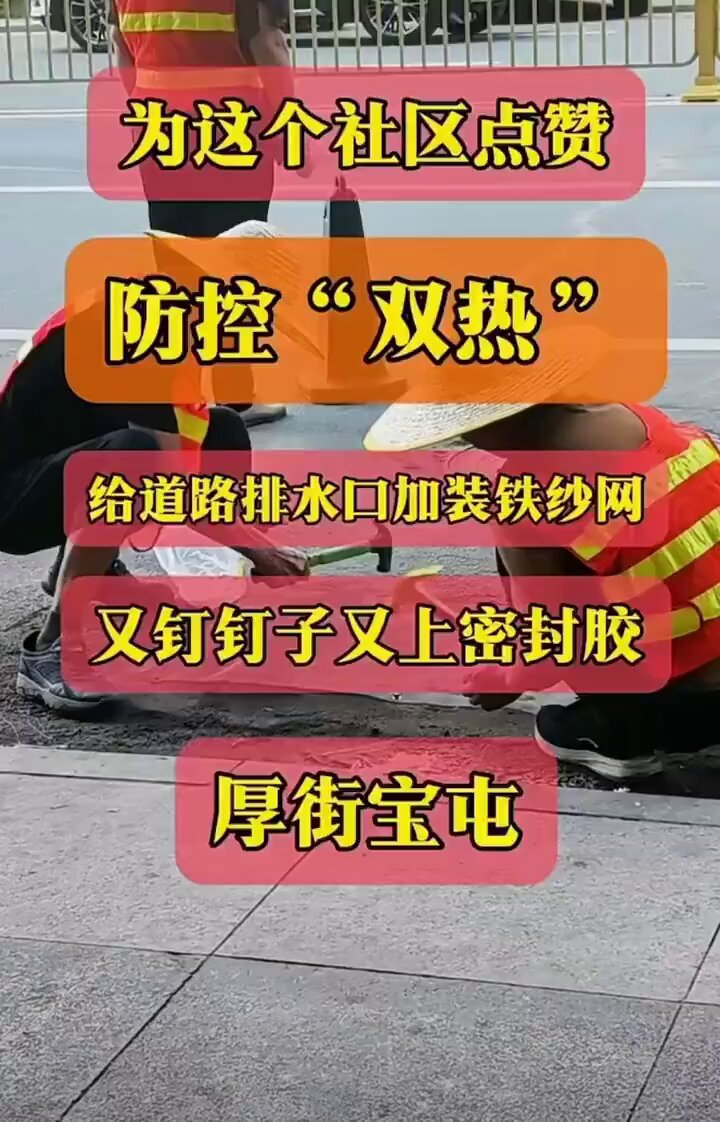 为这个社区点赞
防控“双热”
给道路排水口加装铁纱网
又钉钉子又上密封胶
厚街宝屯